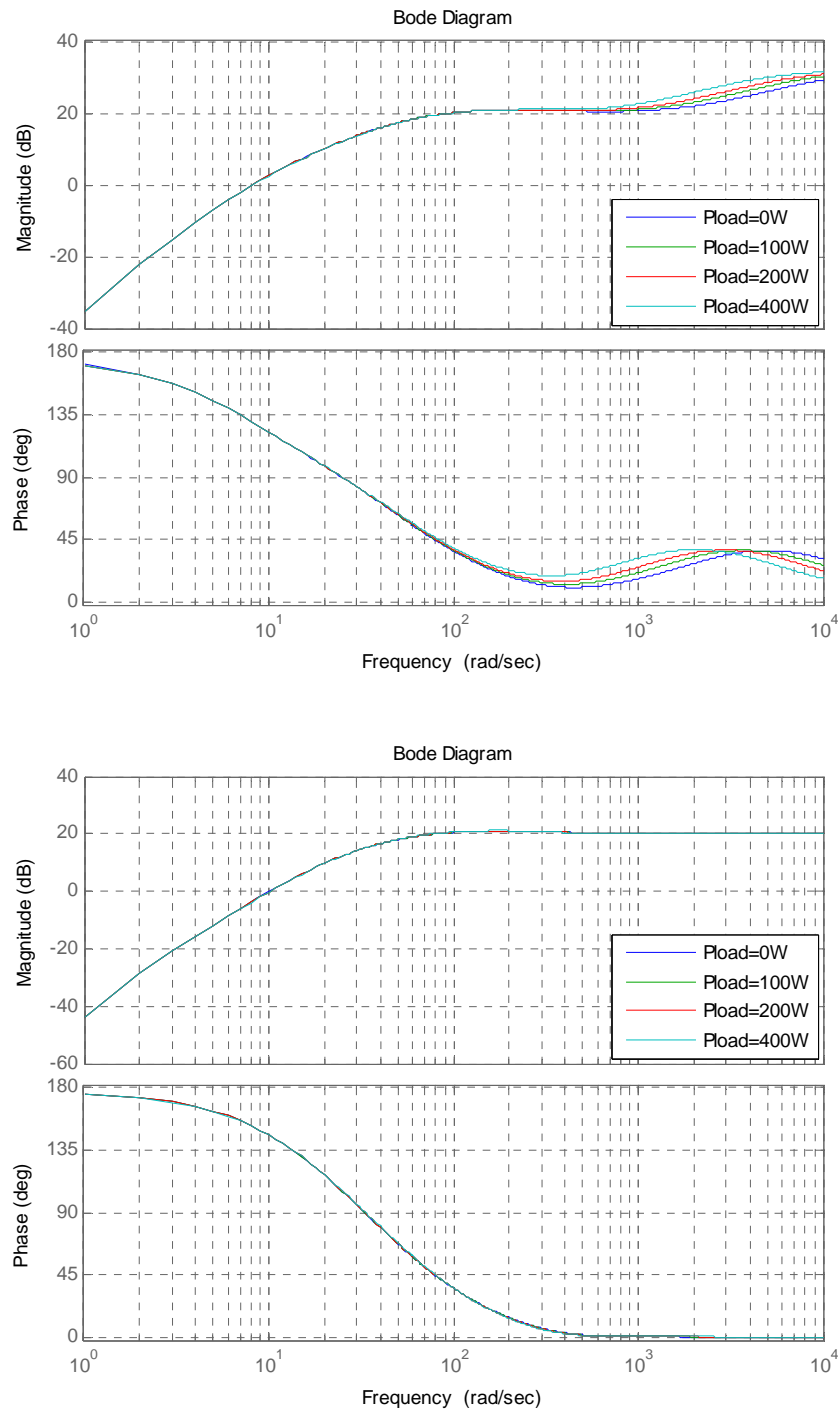 Bode Diagram
Magnitude (dB)
40
20
0
-20
-40
Pload=0W
Pload=100W
Pload=200W
Pload=400W
Phase (deg)
180
135
90
45
0
10^0 10^1 10^2 10^3 10^4
Frequency (rad/sec)
Bode Diagram
Magnitude (dB)
40
20
0
-20
-40
-60
Pload=0W
Pload=100W
Pload=200W
Pload=400W
Phase (deg)
180
135
90
45
0
10^0 10^1 10^2 10^3 10^4
Frequency (rad/sec)